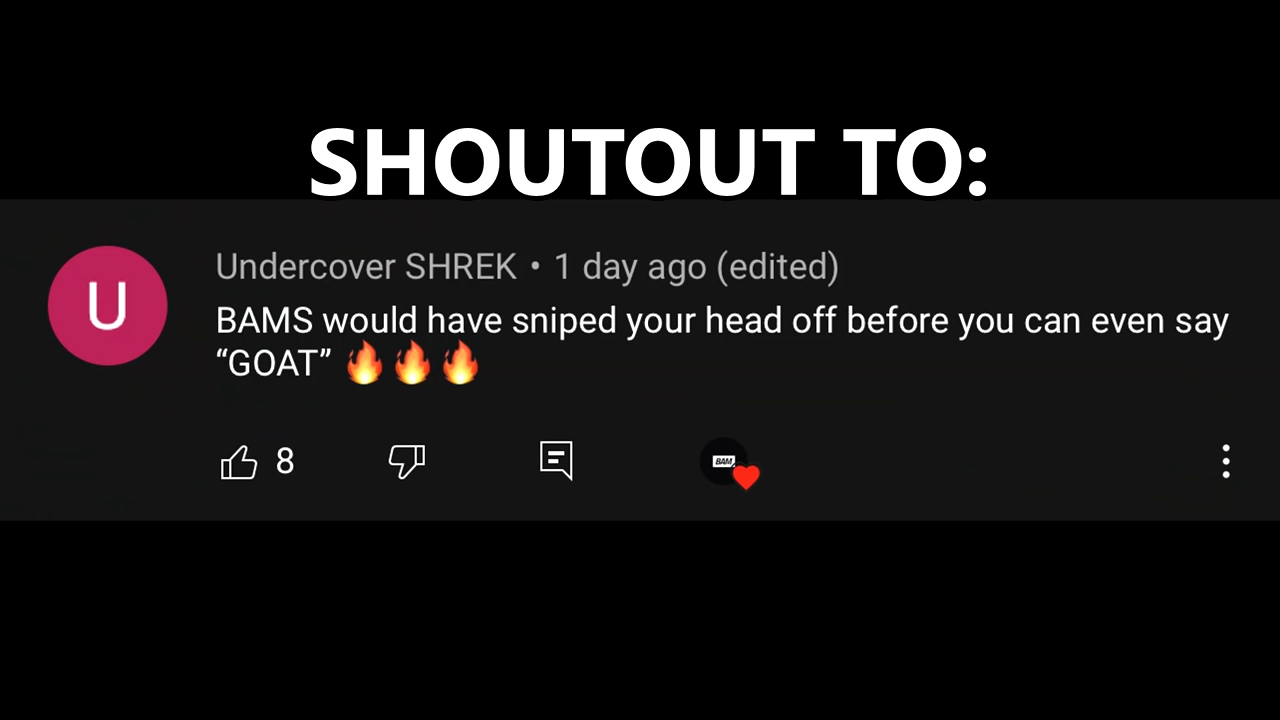 SHOUTOUT TO:
Undercover SHREK • 1 day ago (edited)
U
BAMS would have sniped your head off before you can even say
“GOAT” 🔥🔥🔥
8
BAM